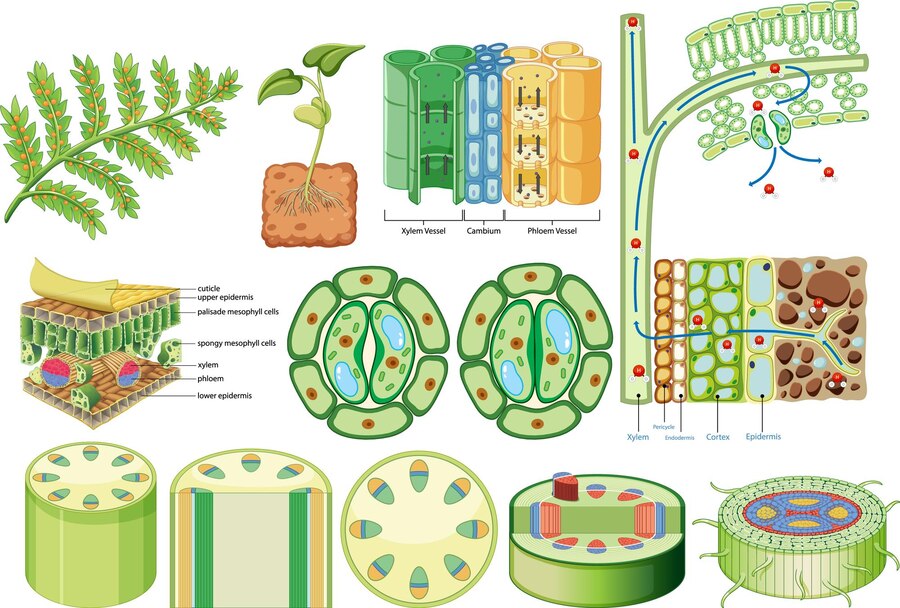 Xylem Vessel
Cambium
Phloem Vessel
cuticle
upper epidermis
palisade mesophyll cells
spongy mesophyll cells
xylem
phloem
lower epidermis
H
H
H
H
H
H
H
H
H
H
H
H
H
Pericycle
Xylem
Endodermis
Cortex
Epidermis